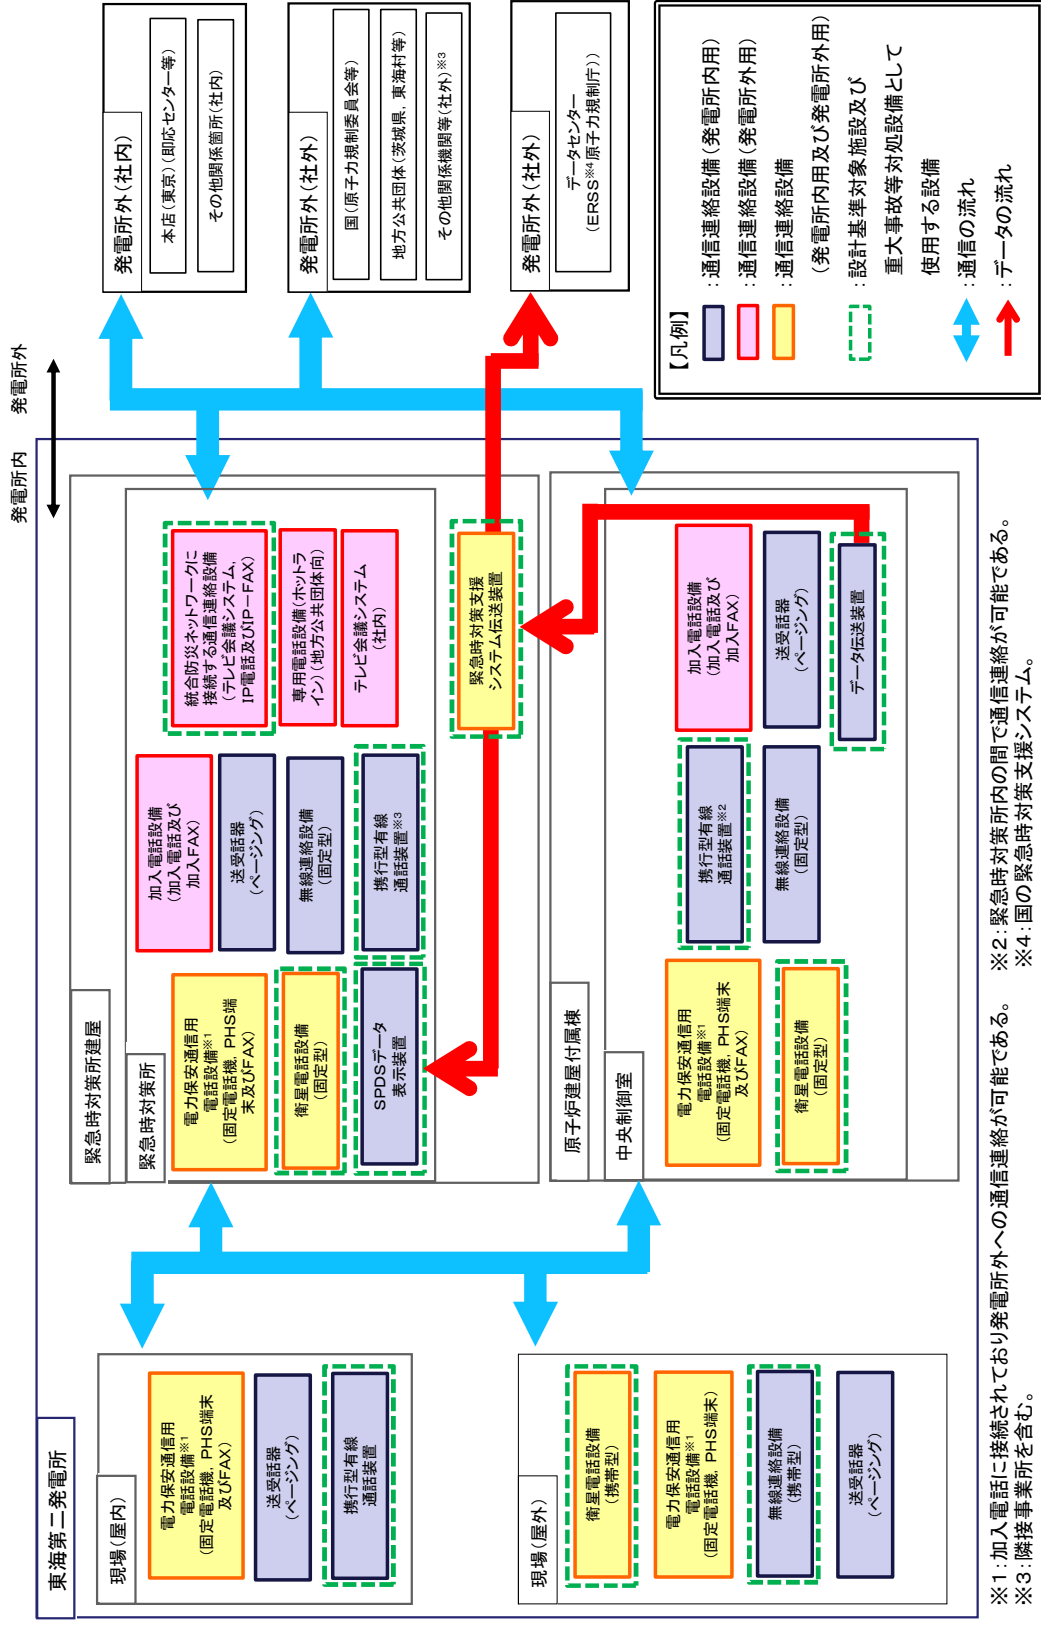 発電所内　発電所外
東海第二発電所
現場(屋内)
電力保安通信用
電話設備※1
(固定電話機, PHS端末
及びFAX)
送受話器
(ページング)
携行型有線
通話装置
現場(屋外)
衛星電話設備
(携帯型)
電力保安通信用
電話設備※1
(固定電話機, PHS端末)
無線連絡設備
(携帯型)
送受話器
(ページング)
緊急時対策所建屋
緊急時対策所
電力保安通信用
電話設備※1
(固定電話機, PHS端
末及びFAX)
衛星電話設備
(固定型)
SPDSデータ
表示装置
加入電話設備
(加入電話及び
加入FAX)
送受話器
(ページング)
無線連絡設備
(固定型)
携行型有線
通話装置※3
統合防災ネットワークに
接続する通信連絡設備
(テレビ会議システム,
IP電話及びIP-FAX)
専用電話設備(ホットラ
イン)(地方公共団体向)
テレビ会議システム
(社内)
緊急時対策支援
システム伝送装置
原子炉建屋付属棟
中央制御室
電力保安通信用
電話設備※1
(固定電話機, PHS端末
及びFAX)
衛星電話設備
(固定型)
携行型有線
通話装置※2
無線連絡設備
(固定型)
加入電話設備
(加入電話及び
加入FAX)
送受話器
(ページング)
データ伝送装置
発電所外(社内)
本店(東京)(即応センター等)
その他関係箇所(社内)
発電所外(社外)
国(原子力規制委員会等)
地方公共団体(茨城県, 東海村等)
その他関係機関等(社外)※3
発電所外(社外)
データセンター
(ERSS※4原子力規制庁))
【凡例】
:通信連絡設備(発電所内用)
:通信連絡設備(発電所外用)
:通信連絡設備
(発電所内用及び発電所外用)
:設計基準対象施設及び
重大事故等対処設備として
使用する設備
:通信の流れ
:データの流れ
※1:加入電話に接続されており発電所外への通信連絡が可能である。　※2:緊急時対策所内の間で通信連絡が可能である。
※3:隣接事業所を含む。　※4:国の緊急時対策支援システム。